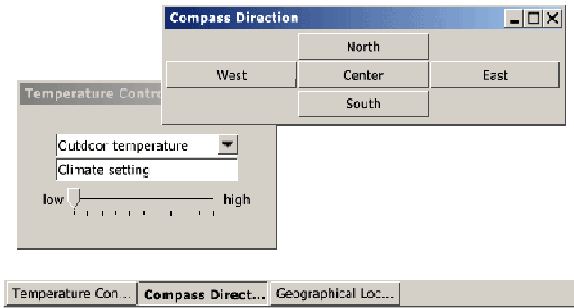 Compass Direction
North
West Center East
South
Temperature Contro
Outdoor temperature
Climate setting
low high
Temperature Con... Compass Direct... Geographical Loc...